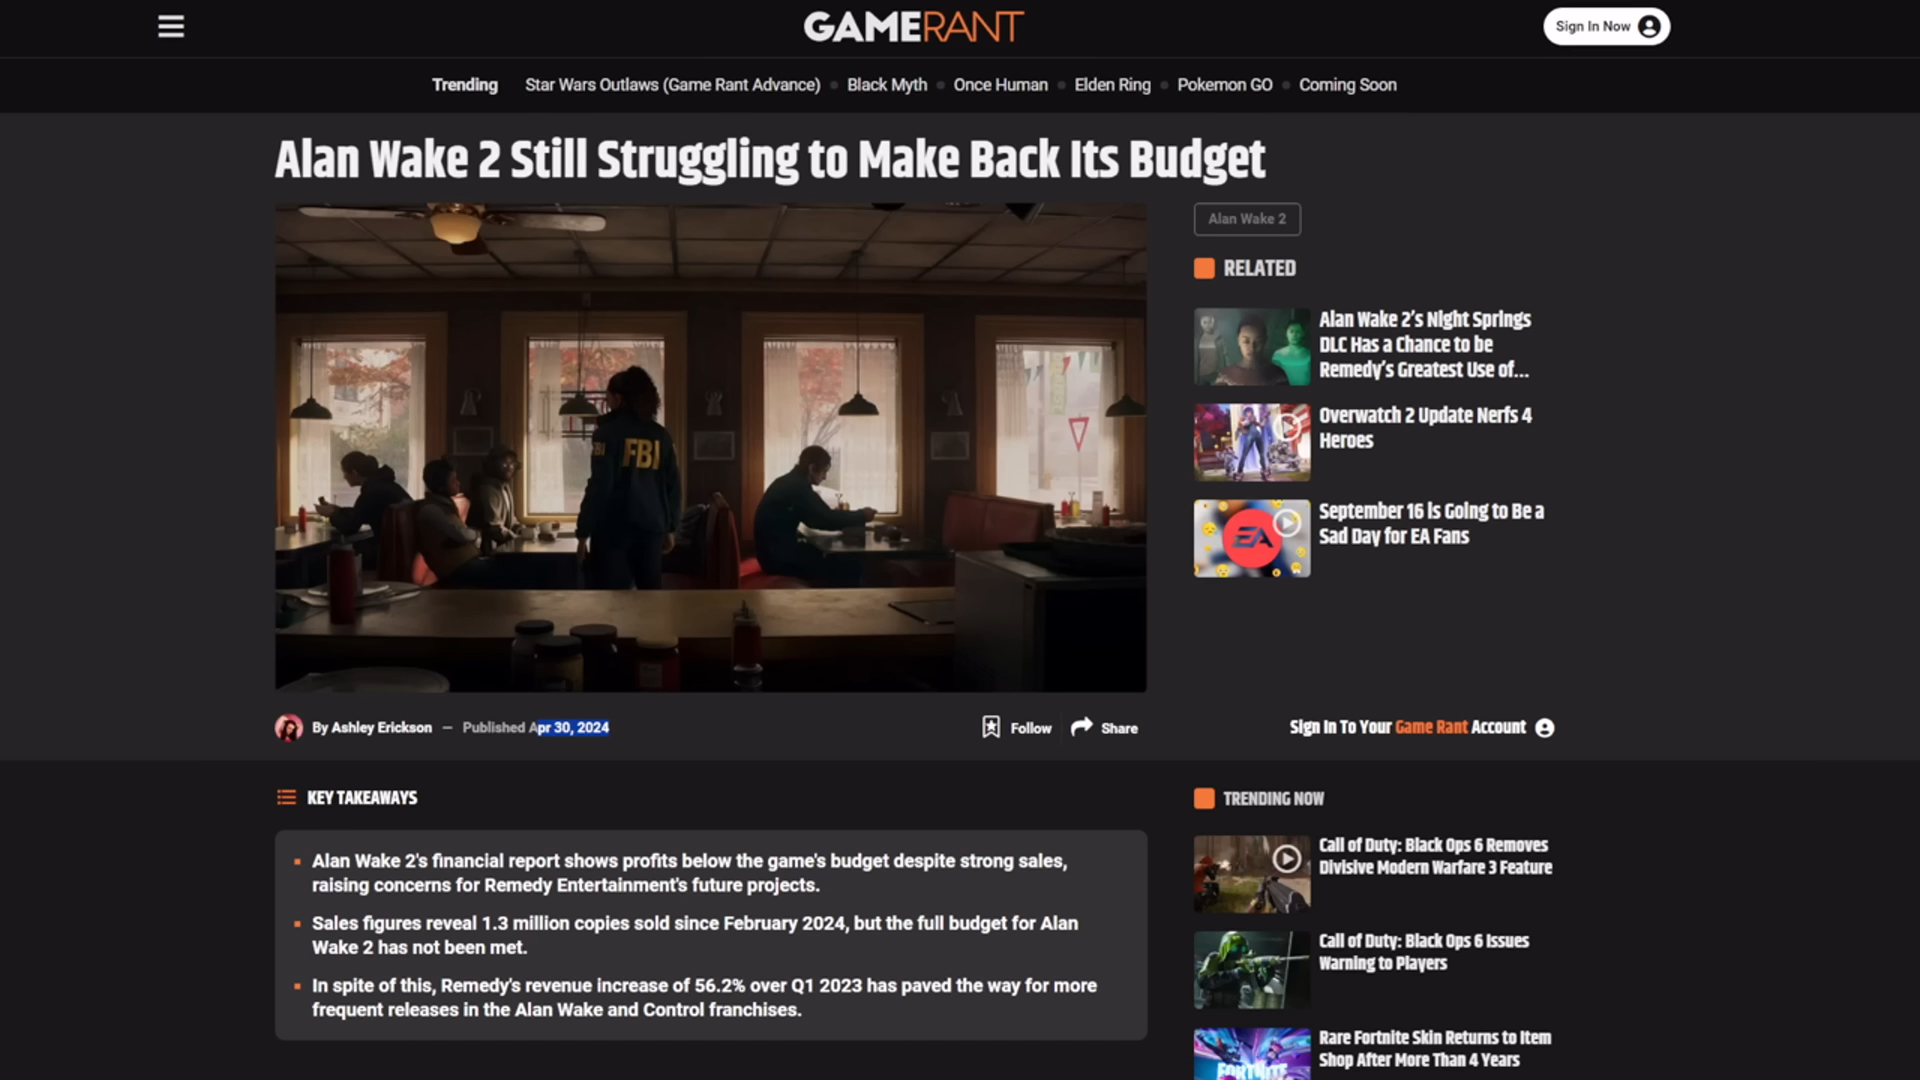 GAMERANT
Sign In Now
Trending Star Wars Outlaws (Game Rant Advance) Black Myth Once Human Elden Ring Pokemon GO Coming Soon
Alan Wake 2 Still Struggling to Make Back Its Budget
FBI
Alan Wake 2
RELATED
Alan Wake 2's Night Springs
DLC Has a Chance to be
Remedy's Greatest Use of...
Overwatch 2 Update Nerfs 4
Heroes
EA
September 16 Is Going to Be a
Sad Day for EA Fans
By Ashley Erickson — Published Apr 30, 2024
Follow
Share
Sign In To Your Game Rant Account
KEY TAKEAWAYS
Alan Wake 2's financial report shows profits below the game's budget despite strong sales,
raising concerns for Remedy Entertainment's future projects.
Sales figures reveal 1.3 million copies sold since February 2024, but the full budget for Alan
Wake 2 has not been met.
In spite of this, Remedy's revenue increase of 56.2% over Q1 2023 has paved the way for more
frequent releases in the Alan Wake and Control franchises.
TRENDING NOW
Call of Duty: Black Ops 6 Removes
Divisive Modern Warfare 3 Feature
Call of Duty: Black Ops 6 Issues
Warning to Players
FORTNITE
Rare Fortnite Skin Returns to Item
Shop After More Than 4 Years